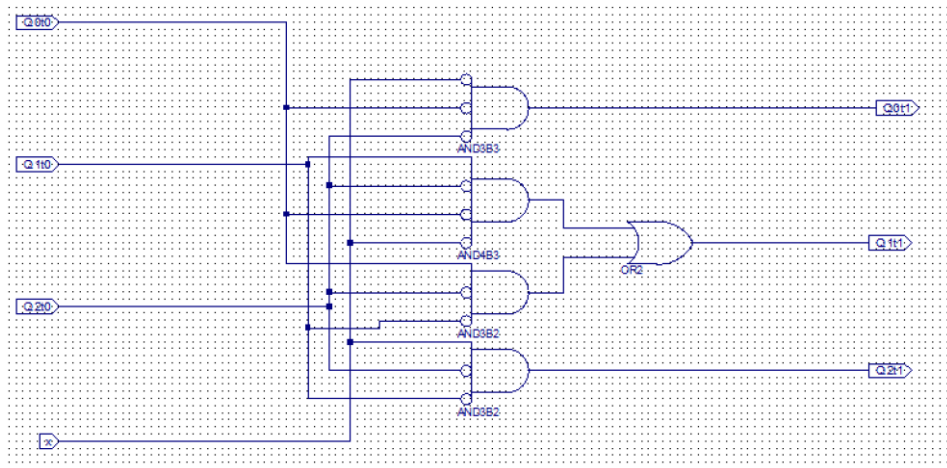 Q0t0
Q0t1
AND3B3
Q1t0
Q1t1
AND4B3
OR2
Q2t0
AND3B2
Q2t1
AND3B2
x